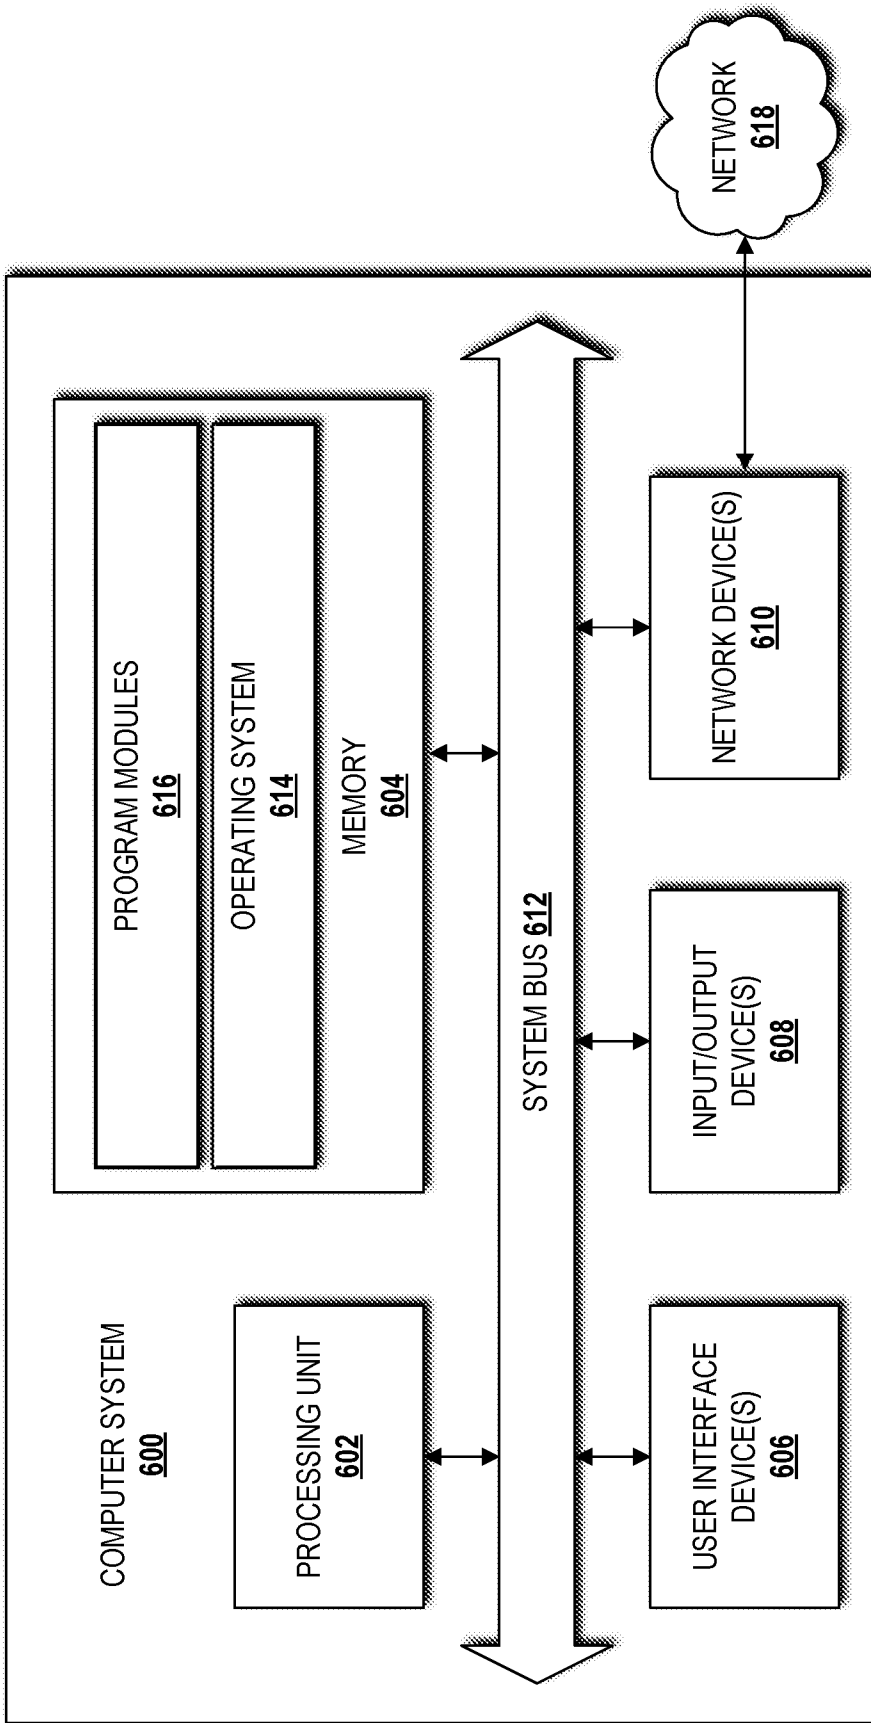 COMPUTER SYSTEM
600
PROCESSING UNIT
602
PROGRAM MODULES
616
OPERATING SYSTEM
614
MEMORY
604
SYSTEM BUS 612
USER INTERFACE
DEVICE(S)
606
INPUT/OUTPUT
DEVICE(S)
608
NETWORK DEVICE(S)
610
NETWORK
618